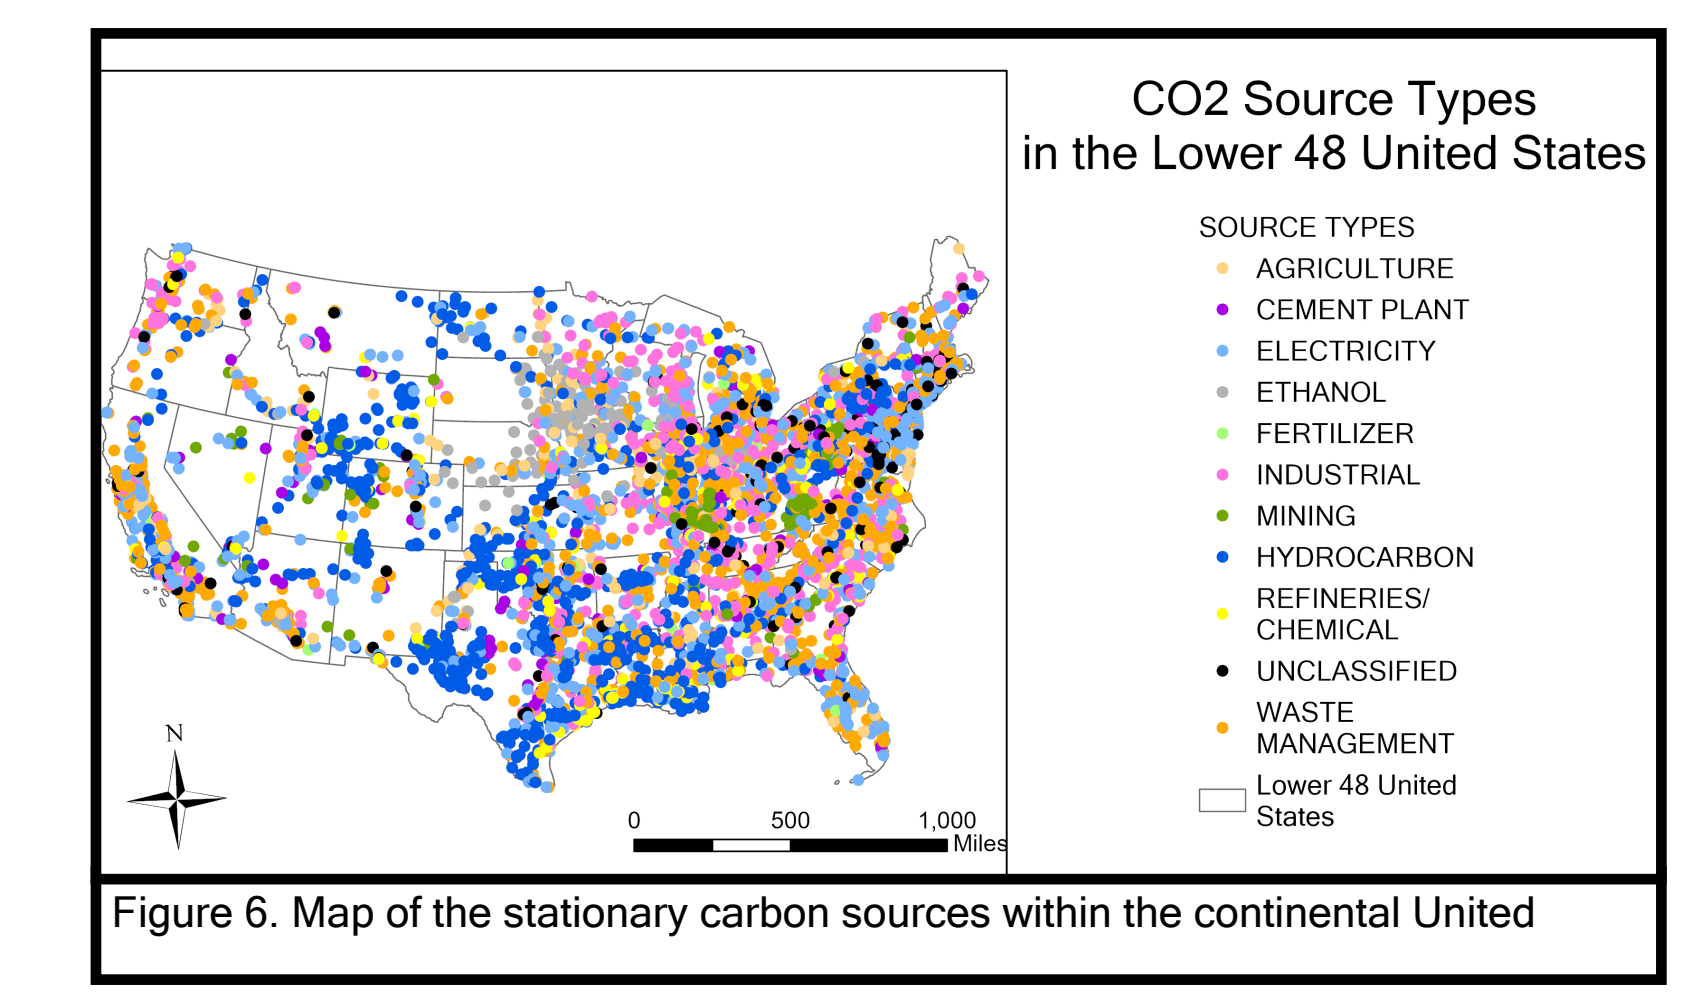 CO2 Source Types
in the Lower 48 United States
SOURCE TYPES
AGRICULTURE
CEMENT PLANT
ELECTRICITY
ETHANOL
FERTILIZER
INDUSTRIAL
MINING
HYDROCARBON
REFINERIES/
CHEMICAL
UNCLASSIFIED
WASTE
MANAGEMENT
Lower 48 United
States
N
0 500 1,000
Miles
Figure 6. Map of the stationary carbon sources within the continental United